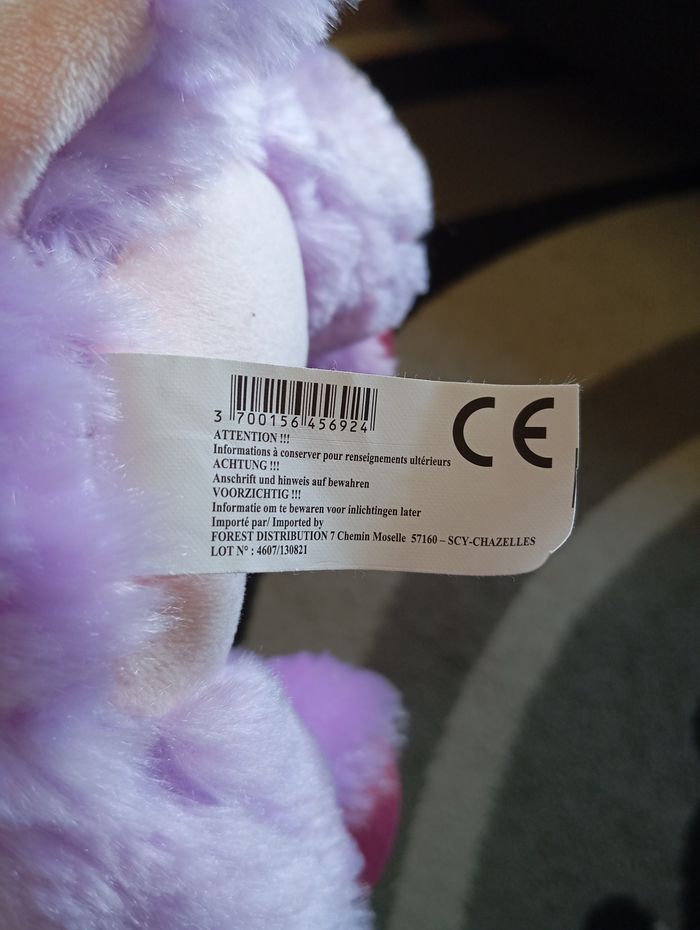 3 700156 456924
CE
ATTENTION !!!
Informations à conserver pour renseignements ultérieurs
ACHTUNG !!!
Anschrift und hinweis auf bewahren
VOORZICHTIG !!!
Informatie om te bewaren voor inlichtingen later
Importé par/ Imported by
FOREST DISTRIBUTION 7 Chemin Moselle 57160 – SCY-CHAZELLES
LOT N° : 4607/130821